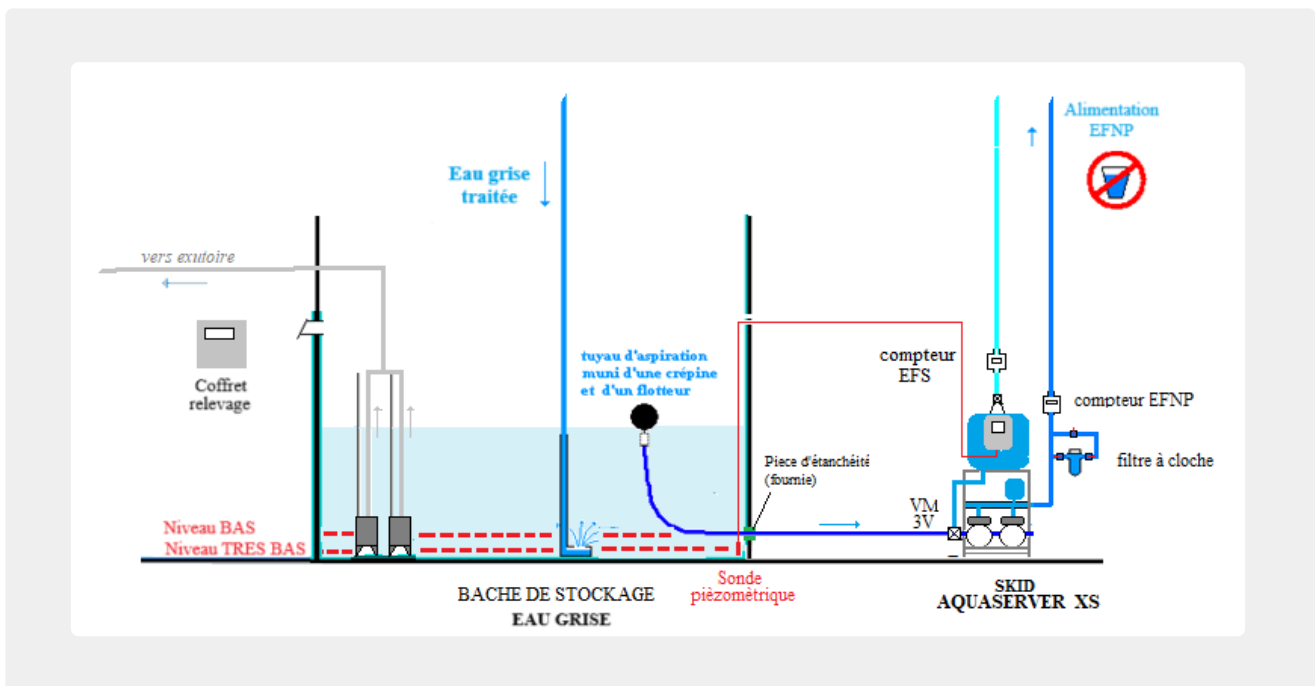 Alimentation
EFNP
Eau grise
traitée
vers exutoire
tuyau d'aspiration
muni d'une crépine
et d'un flotteur
compteur
EFS
Coffret
relevage
compteur EFNP
Piece d'étanchéité
(fournie)
filtre à cloche
VM
3V
Niveau BAS
Niveau TRES BAS
BACHE DE STOCKAGE
EAU GRISE
Sonde
pièzométrique
SKID
AQUASERVER XS